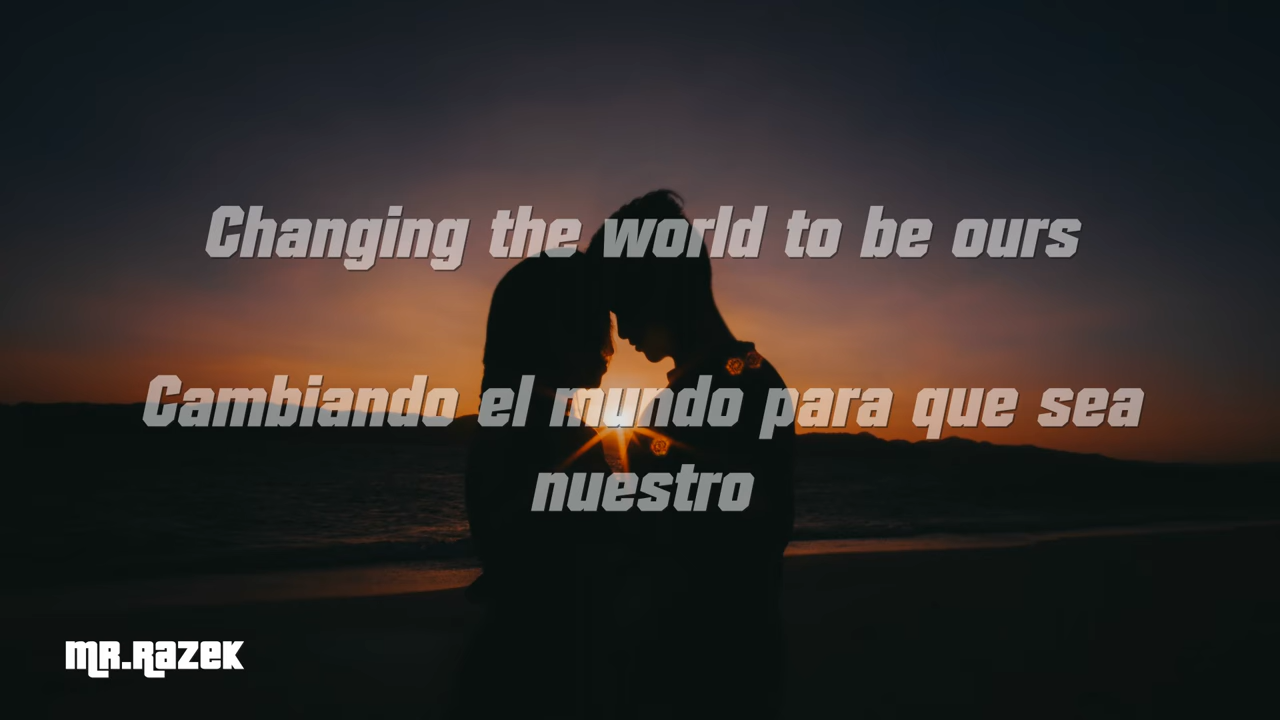 Changing the world to be ours
Cambiando el mundo para que sea
nuestro
MR.RAZEK